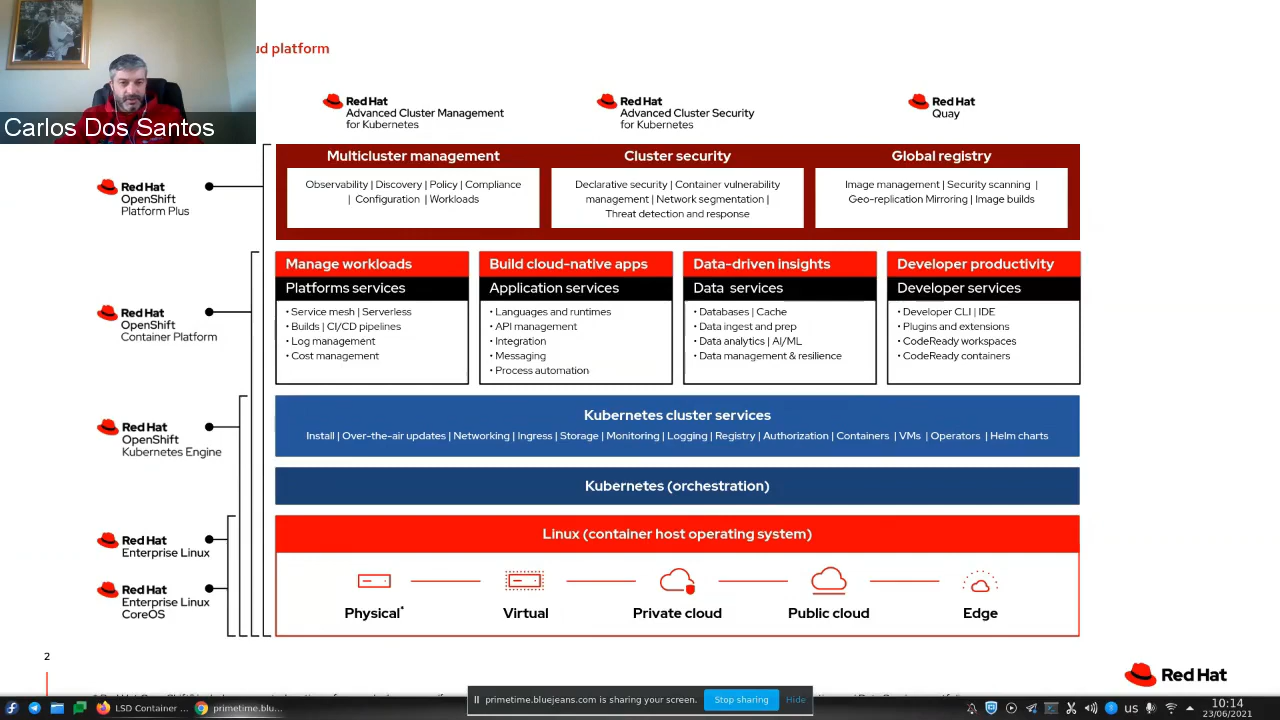 ud platform
Carlos Dos Santos
Red Hat
Advanced Cluster Management
for Kubernetes
Red Hat
Advanced Cluster Security
for Kubernetes
Red Hat
Quay
Red Hat
OpenShift
Platform Plus
Multicluster management
Observability | Discovery | Policy | Compliance
| Configuration | Workloads
Cluster security
Declarative security | Container vulnerability
management | Network segmentation |
Threat detection and response
Global registry
Image management | Security scanning |
Geo-replication Mirroring | Image builds
Red Hat
OpenShift
Container Platform
Manage workloads
Platforms services
• Service mesh | Serverless
• Builds | CI/CD pipelines
• Log management
• Cost management
Build cloud-native apps
Application services
• Languages and runtimes
• API management
• Integration
• Messaging
• Process automation
Data-driven insights
Data services
• Databases | Cache
• Data ingest and prep
• Data analytics | AI/ML
• Data management & resilience
Developer productivity
Developer services
• Developer CLI | IDE
• Plugins and extensions
• CodeReady workspaces
• CodeReady containers
Red Hat
OpenShift
Kubernetes Engine
Kubernetes cluster services
Install | Over-the-air updates | Networking | Ingress | Storage | Monitoring | Logging | Registry | Authorization | Containers | VMs | Operators | Helm charts
Kubernetes (orchestration)
Red Hat
Enterprise Linux
Red Hat
Enterprise Linux
CoreOS
Linux (container host operating system)
Physical*
Virtual
Private cloud
Public cloud
Edge
2
Red Hat
primetime.bluejeans.com is sharing your screen.
Stop sharing
Hide
LSD Container ...
primetime.blu...
us
10:14
23/06/2021